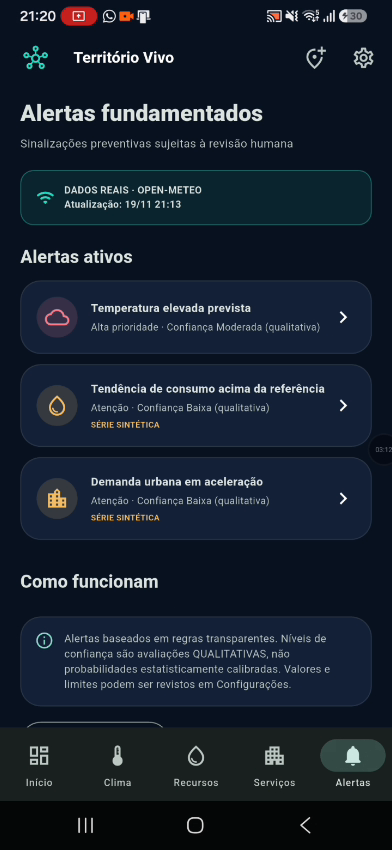 21:20
5
30
Território Vivo
Alertas fundamentados
Sinalizações preventivas sujeitas à revisão humana
DADOS REAIS · OPEN-METEO
Atualização: 19/11 21:13
Alertas ativos
Temperatura elevada prevista
Alta prioridade · Confiança Moderada (qualitativa)
Tendência de consumo acima da referência
Atenção · Confiança Baixa (qualitativa)
SÉRIE SINTÉTICA
03:12
Demanda urbana em aceleração
Atenção · Confiança Baixa (qualitativa)
SÉRIE SINTÉTICA
Como funcionam
Alertas baseados em regras transparentes. Níveis de
confiança são avaliações QUALITATIVAS, não
probabilidades estatisticamente calibradas. Valores e
limites podem ser revistos em Configurações.
Início
Clima
Recursos
Serviços
Alertas